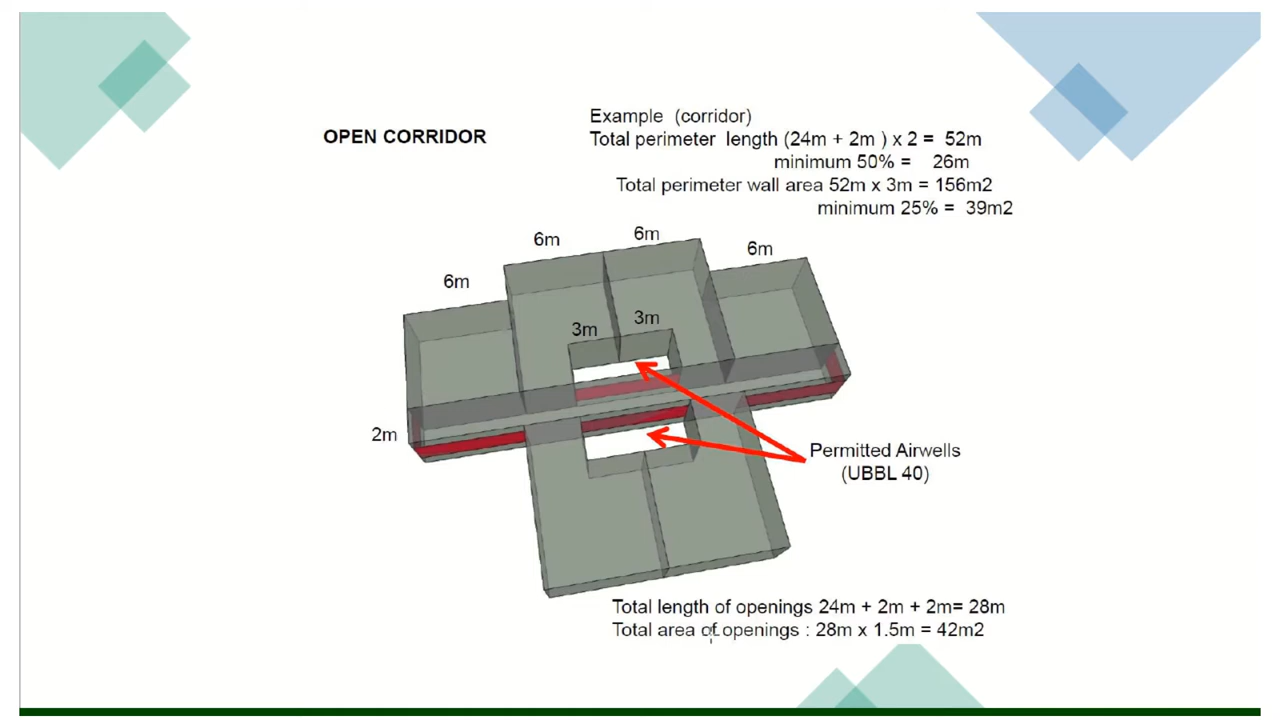 OPEN CORRIDOR
Example (corridor)
Total perimeter length (24m + 2m ) x 2 = 52m
minimum 50% = 26m
Total perimeter wall area 52m x 3m = 156m2
minimum 25% = 39m2
6m
6m
6m
6m
3m
3m
2m
Permitted Airwells
(UBBL 40)
Total length of openings 24m + 2m + 2m= 28m
Total area of openings : 28m x 1.5m = 42m2